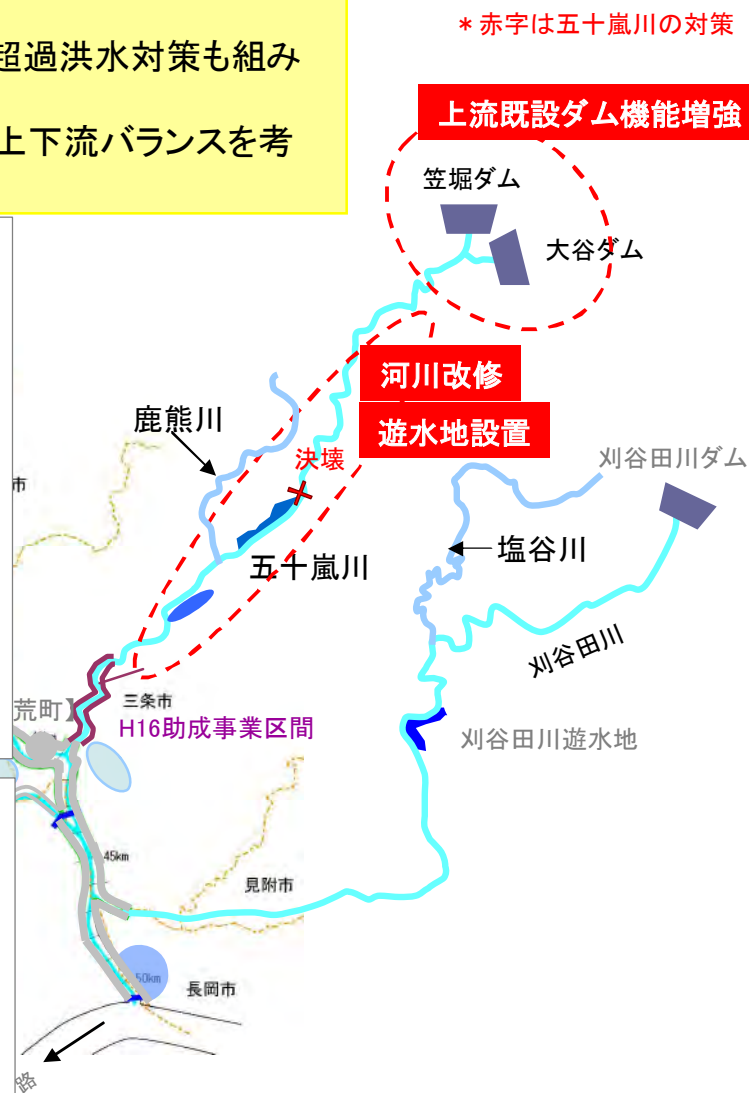 超過洪水対策も組み
上下流バランスを考
*赤字は五十嵐川の対策
上流既設ダム機能増強
笠堀ダム
大谷ダム
河川改修
遊水地設置
鹿熊川
決壊
刈谷田川ダム
市
五十嵐川
塩谷川
刈谷田川
荒町】
三条市
H16助成事業区間
刈谷田川遊水地
45km
見附市
50km
長岡市
路